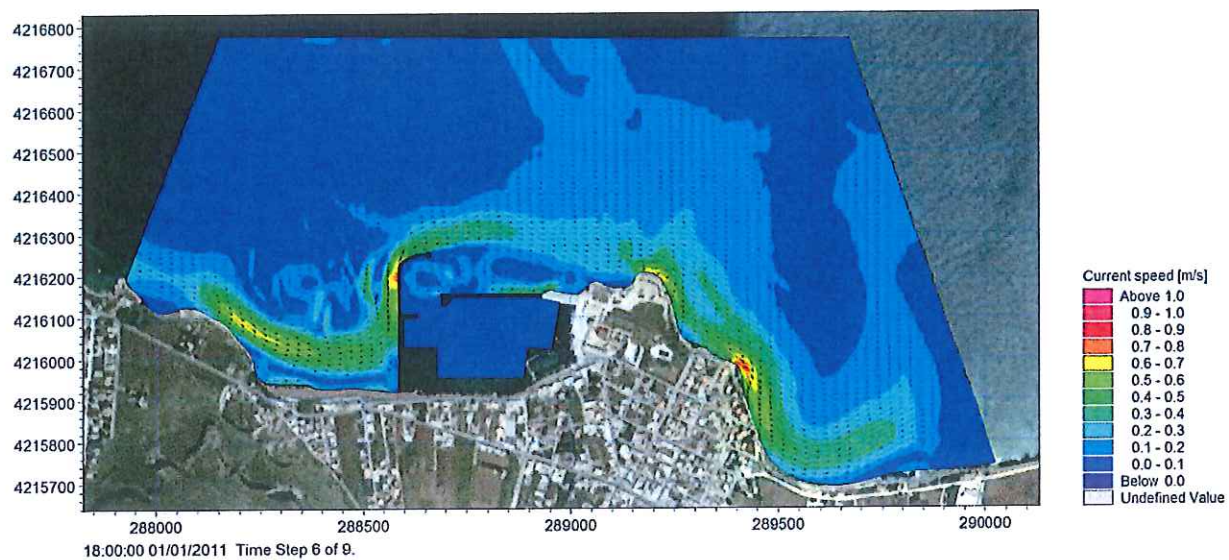 4216800
4216700
4216600
4216500
4216400
4216300
4216200
4216100
4216000
4215900
4215800
4215700
288000 288500 289000 289500 290000
18:00:00 01/01/2011 Time Step 6 of 9.
Current speed [m/s]
Above 1.0
0.9 - 1.0
0.8 - 0.9
0.7 - 0.8
0.6 - 0.7
0.5 - 0.6
0.4 - 0.5
0.3 - 0.4
0.2 - 0.3
0.1 - 0.2
0.0 - 0.1
Below 0.0
Undefined Value